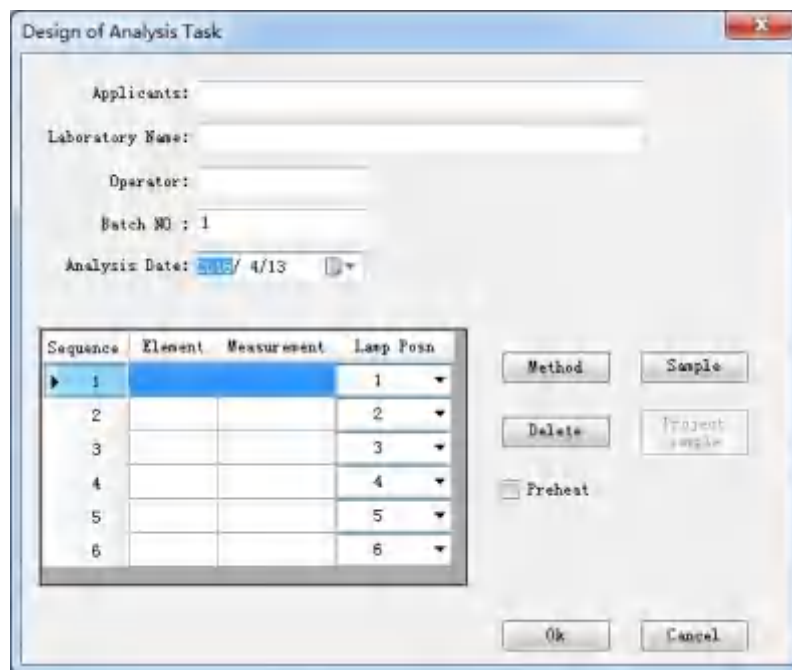 Design of Analysis Task
Applicants:
Laboratory Name:
Operator:
Batch NO : 1
Analysis Date: / 4/13
Sequence Element Measurement Lamp Posn
1 1
2 2
3 3
4 4
5 5
6 6
Method Sample
Delete Project sample
Preheat
Ok Cancel